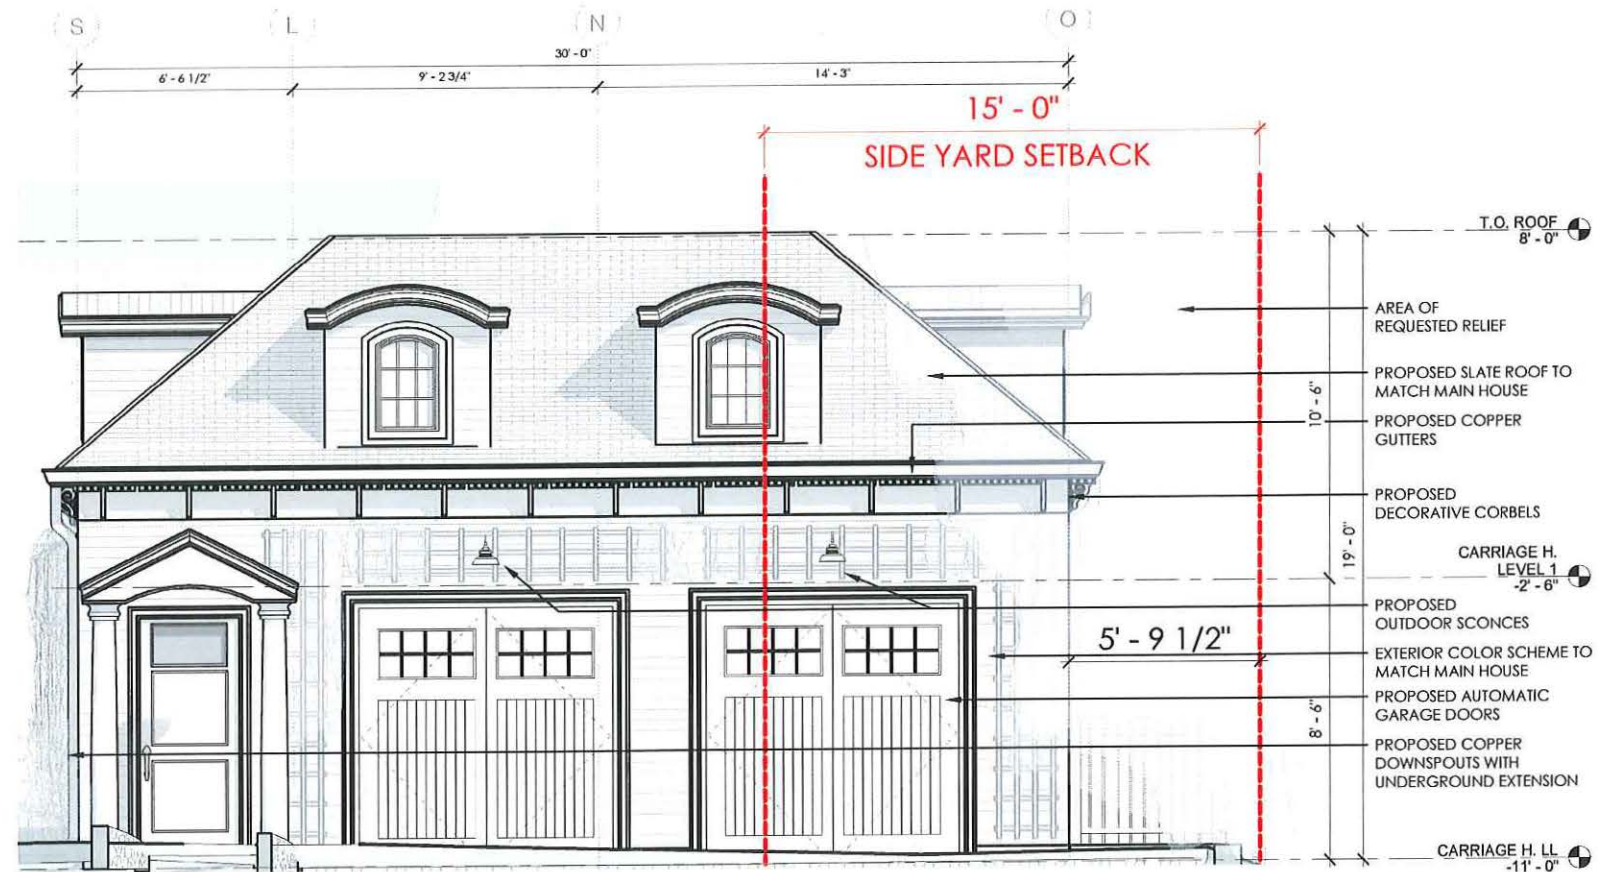 S L N O
30' - 0"
6' - 6 1/2" 9' - 2 3/4" 14' - 3"
15' - 0"
SIDE YARD SETBACK
T.O. ROOF
8' - 0"
AREA OF
REQUESTED RELIEF
PROPOSED SLATE ROOF TO
MATCH MAIN HOUSE
10' - 6"
PROPOSED COPPER
GUTTERS
PROPOSED
DECORATIVE CORBELS
19' - 0"
CARRIAGE H.
LEVEL 1
-2' - 6"
PROPOSED
OUTDOOR SCONCES
5' - 9 1/2"
EXTERIOR COLOR SCHEME TO
MATCH MAIN HOUSE
PROPOSED AUTOMATIC
GARAGE DOORS
8' - 6"
PROPOSED COPPER
DOWNSPOUTS WITH
UNDERGROUND EXTENSION
CARRIAGE H. LL
-11' - 0"